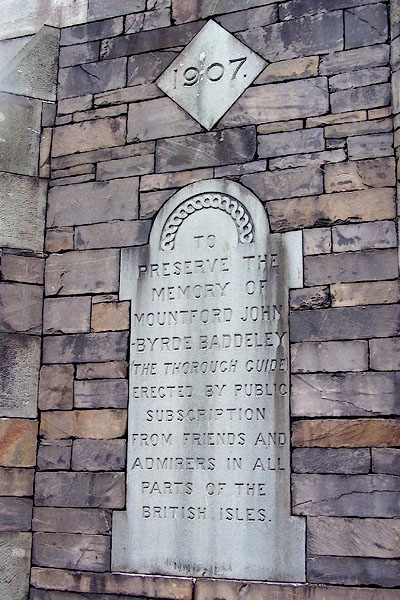 1907.
TO
PRESERVE THE
MEMORY OF
MOUNTFORD JOHN
-BYRDE BADDELEY
(THE THOROUGH GUIDE)
ERECTED BY PUBLIC
SUBSCRIPTION
FROM FRIENDS AND
ADMIRERS IN ALL
PARTS OF THE
BRITISH ISLES.